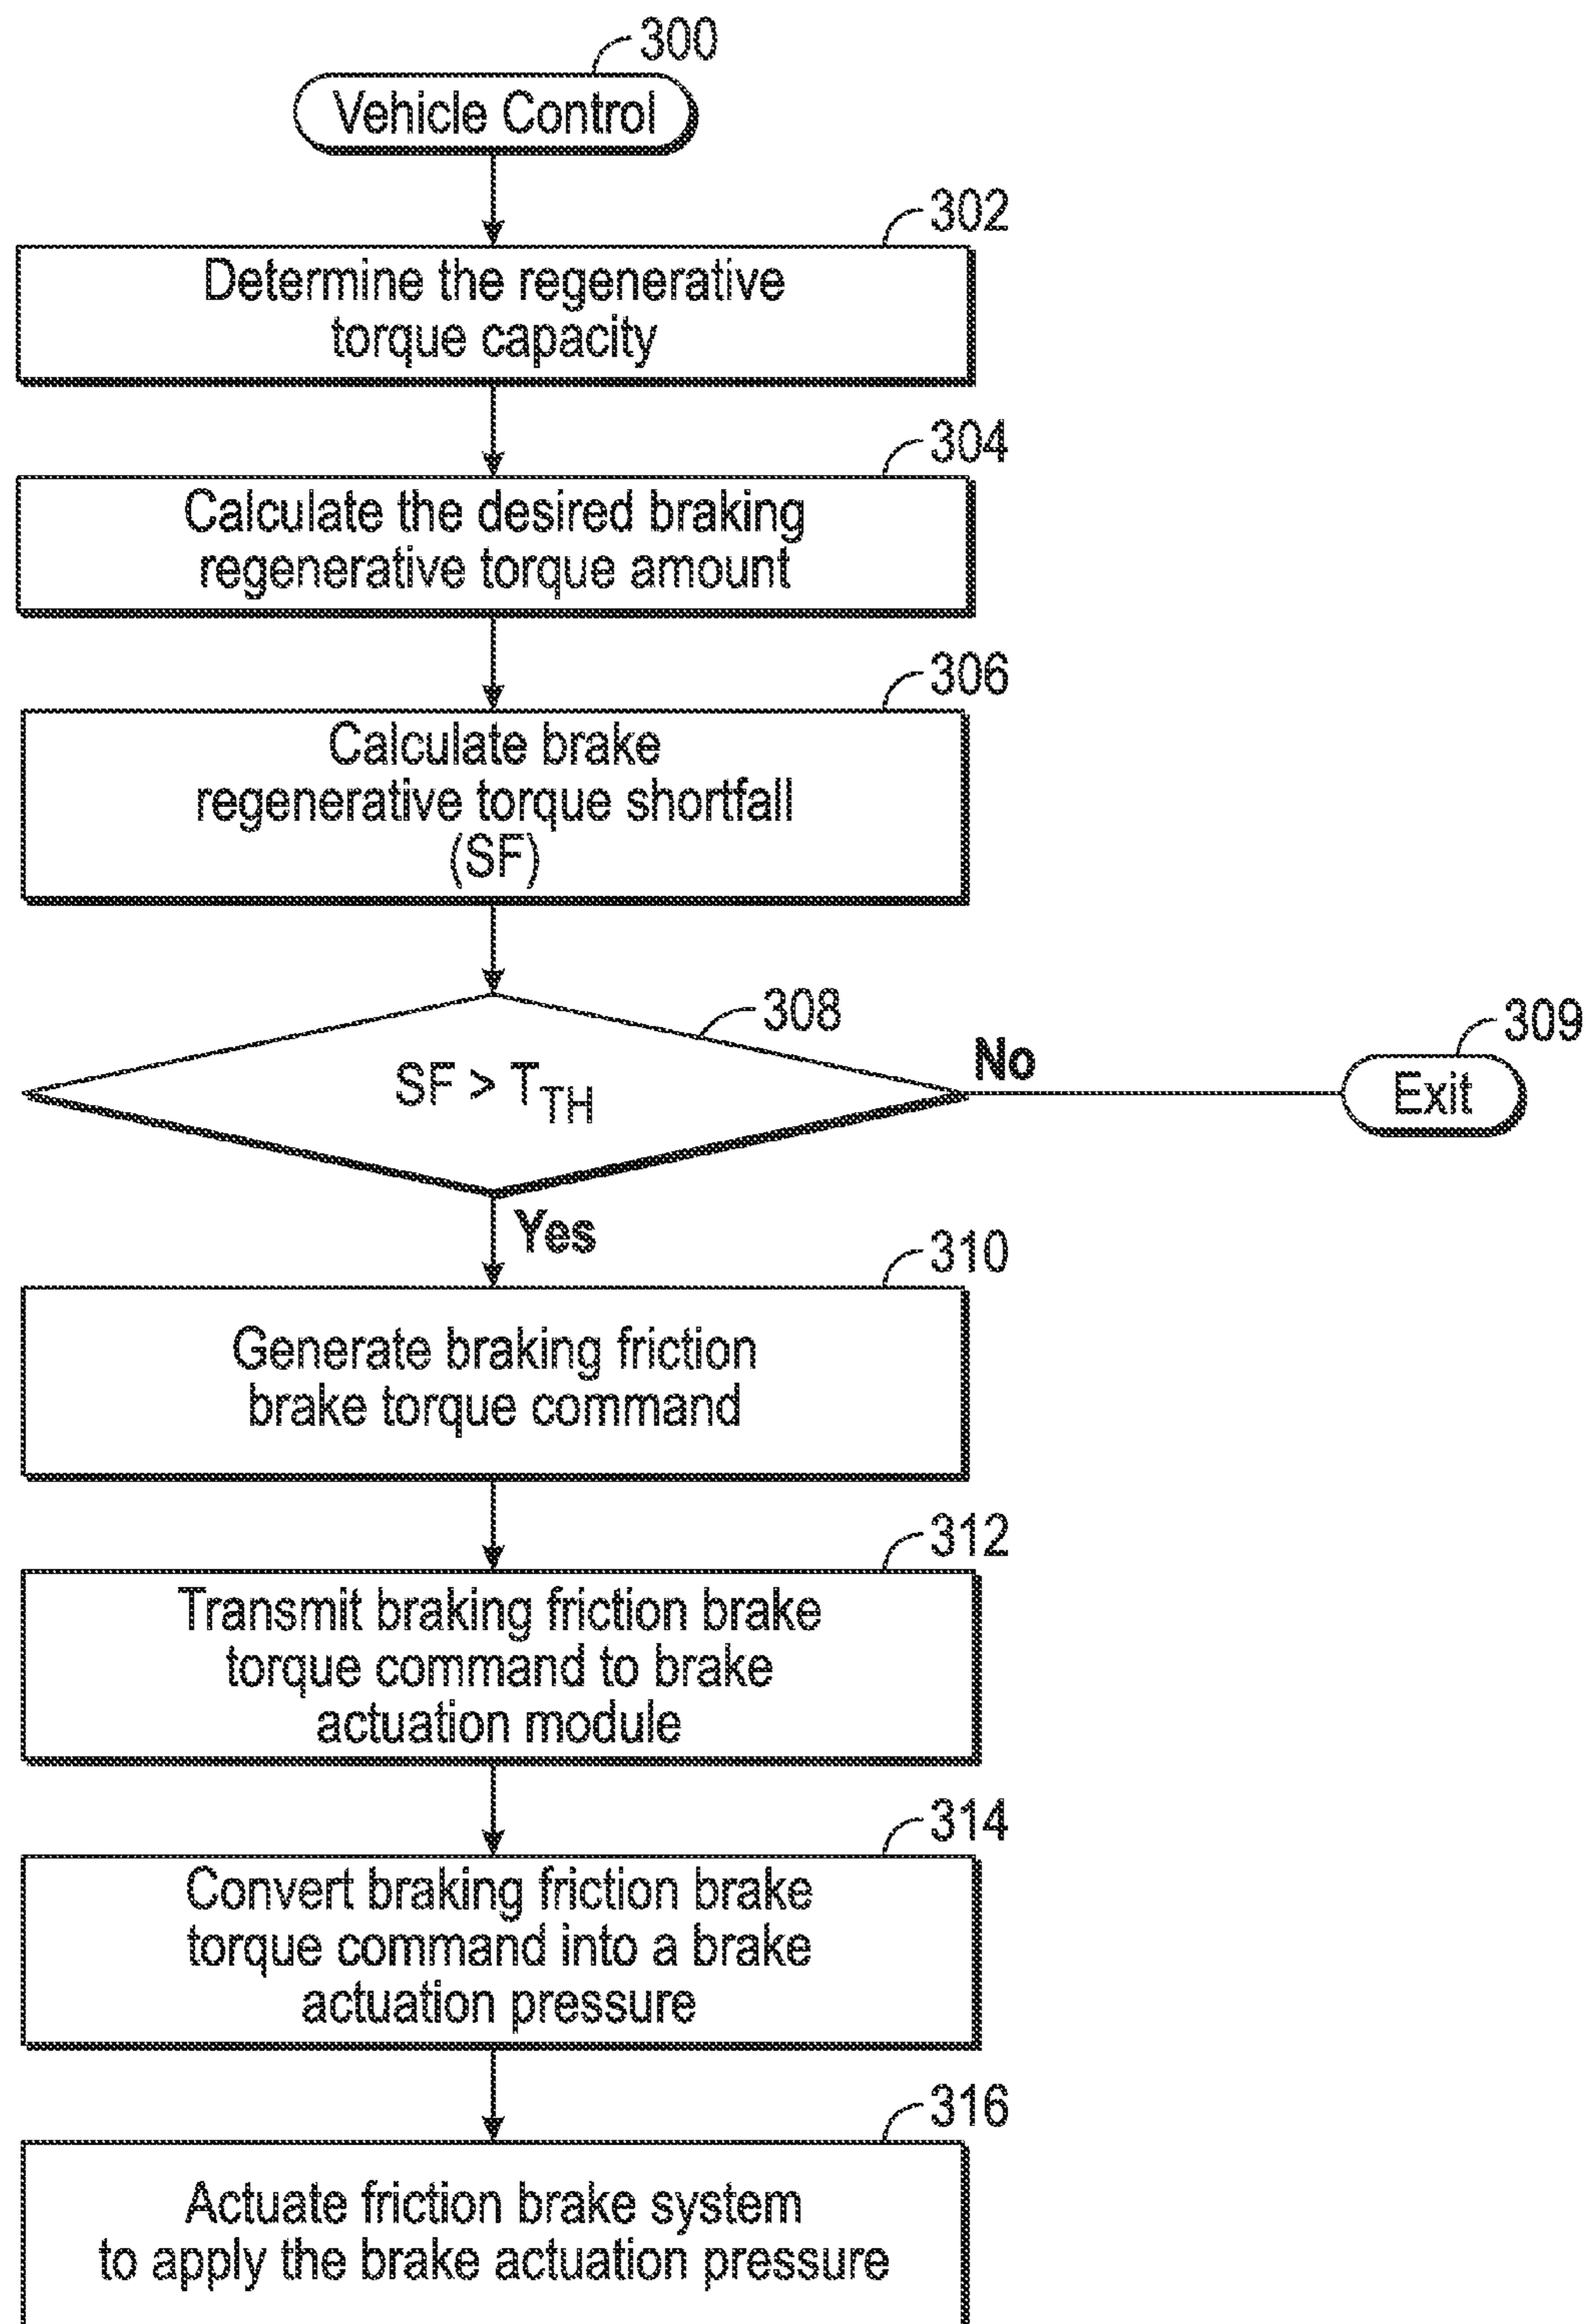 300
Vehicle Control
302
Determine the regenerative
torque capacity
304
Calculate the desired braking
regenerative torque amount
306
Calculate brake
regenerative torque shortfall
(SF)
308
SF > T_TH
No
309
Exit
Yes
310
Generate braking friction
brake torque command
312
Transmit braking friction brake
torque command to brake
actuation module
314
Convert braking friction brake
torque command into a brake
actuation pressure
316
Actuate friction brake system
to apply the brake actuation pressure